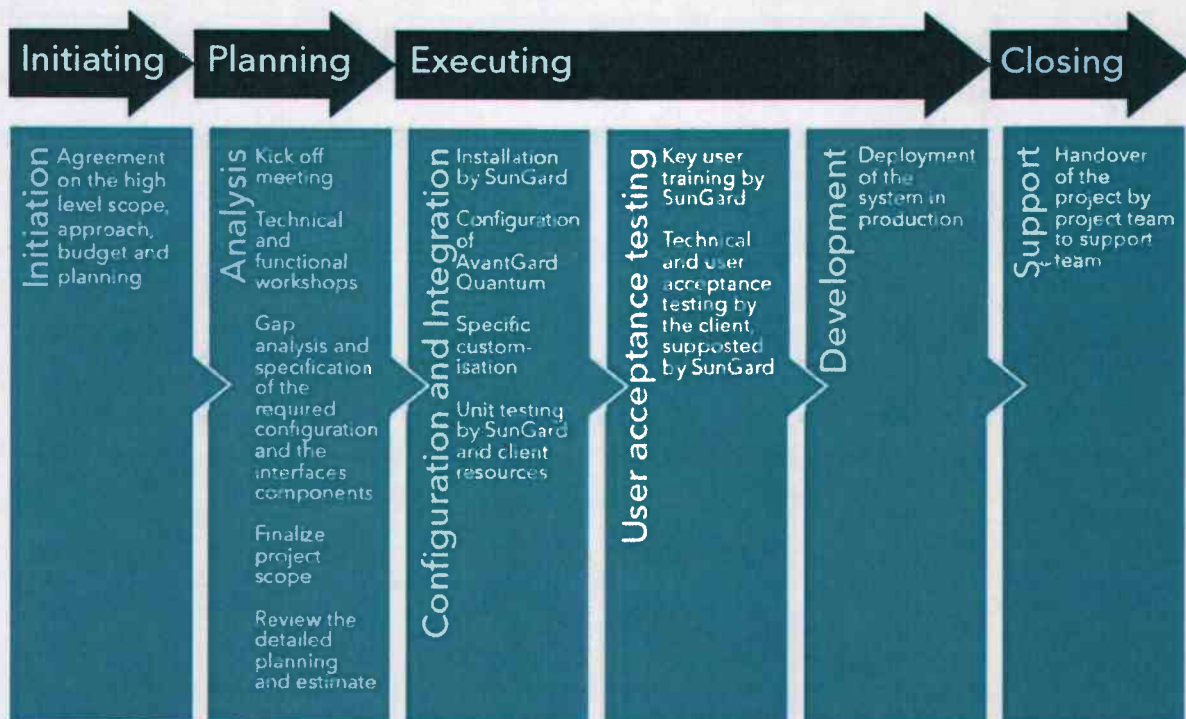 Initiating
Planning
Executing
Closing
Initiation
Agreement
on the high
level scope,
approach,
budget and
planning
Analysis
Kick off
meeting
Technical
and
functional
workshops
Gap
analysis and
specification
of the
required
configuration
and the
interfaces
components
Finalize
project
scope
Review the
detailed
planning
and estimate
Configuration and Integration
Installation
by SunGard
Configuration
of
AvantGard
Quantum
Specific
custom-
isation
Unit testing
by SunGard
and client
resources
User acceptance testing
Key user
training by
SunGard
Technical
and user
acceptance
testing by
the client,
supposted
by SunGard
Development
Deployment
of the
system in
production
Support
Handover
of the
project by
project team
to support
team